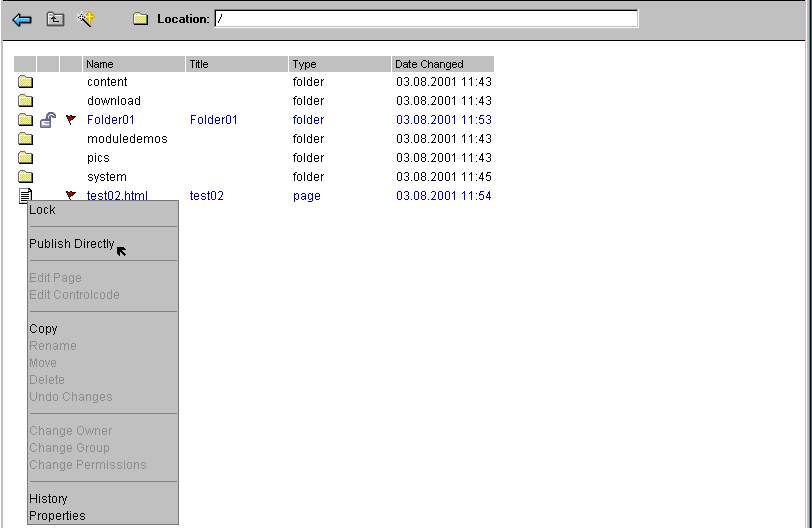 Location: /
Name Title Type Date Changed
content folder 03.08.2001 11:43
download folder 03.08.2001 11:43
Folder01 Folder01 folder 03.08.2001 11:53
moduledemos folder 03.08.2001 11:43
pics folder 03.08.2001 11:43
system folder 03.08.2001 11:45
test02.html test02 page 03.08.2001 11:54
Lock
Publish Directly
Edit Page
Edit Controlcode
Copy
Rename
Move
Delete
Undo Changes
Change Owner
Change Group
Change Permissions
History
Properties